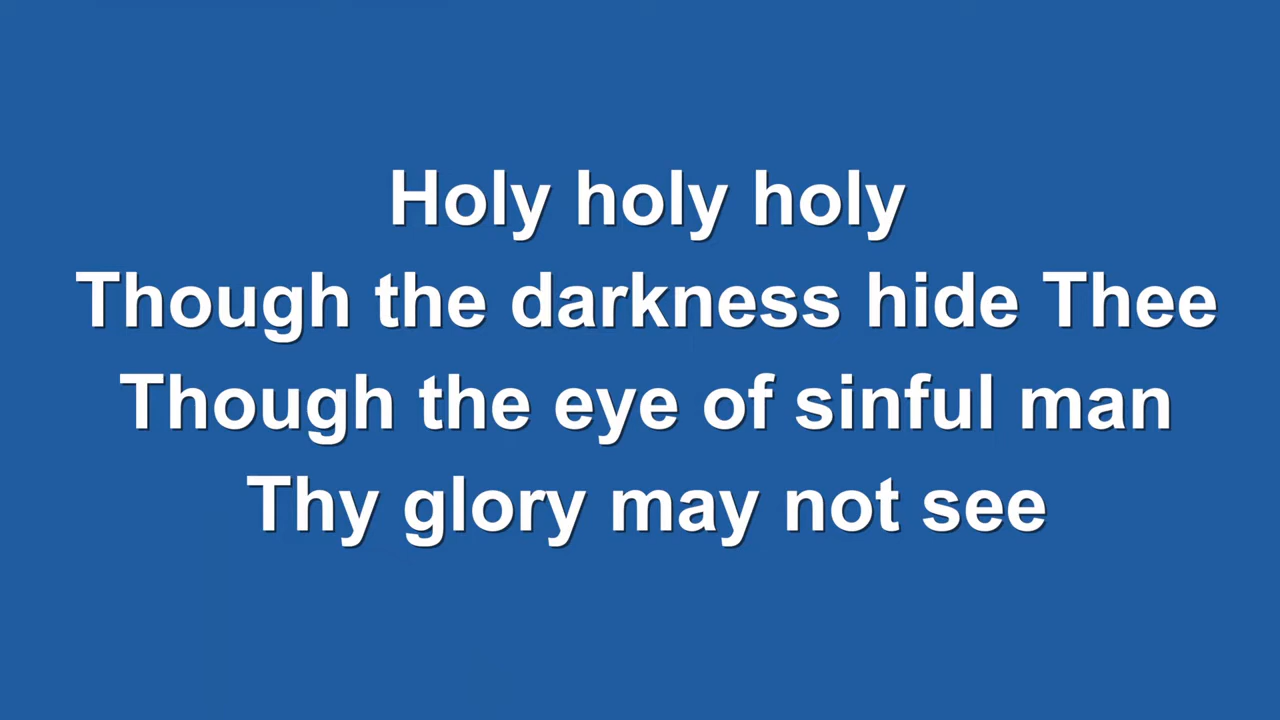 Holy holy holy
Though the darkness hide Thee
Though the eye of sinful man
Thy glory may not see